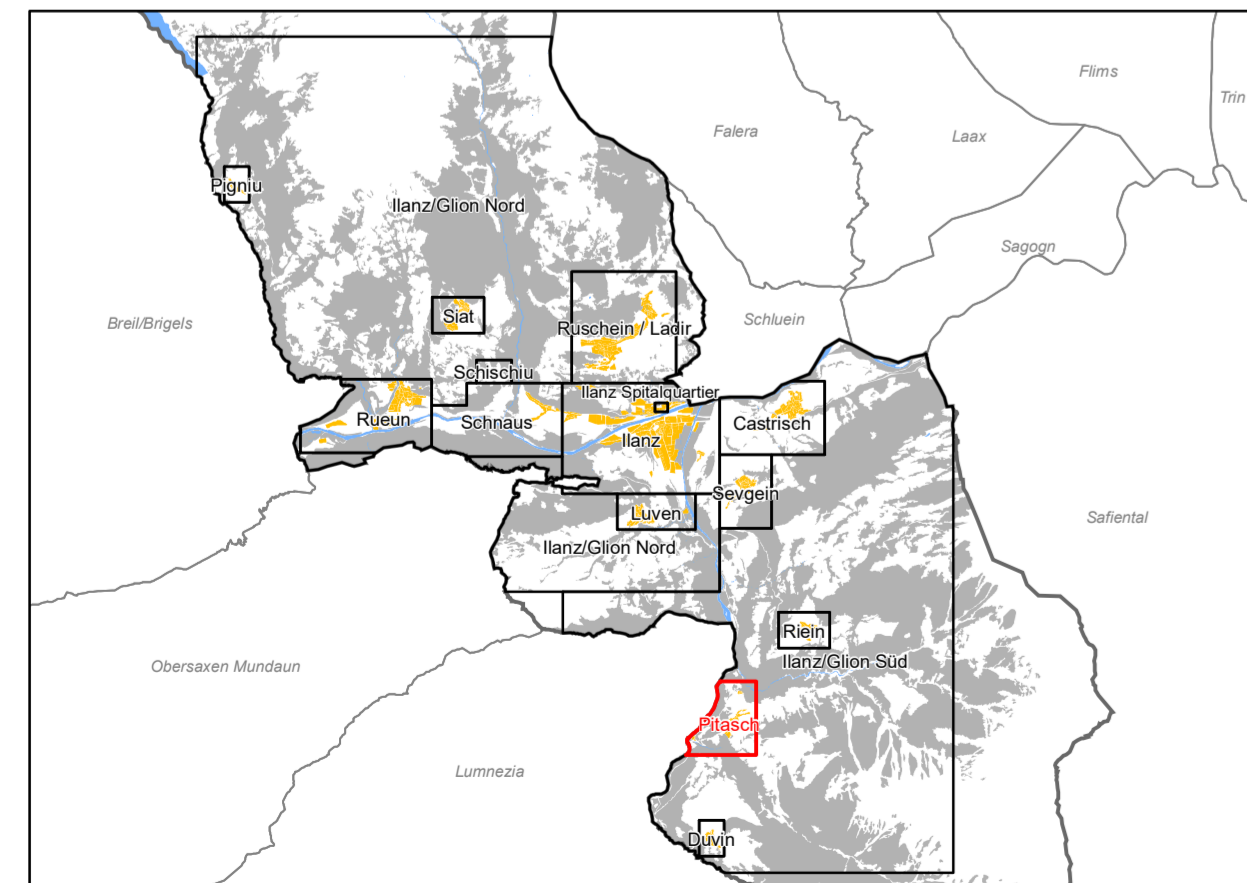 Flims
Trin
Falera
Laax
Pigniu
Ilanz/Glion Nord
Sagogn
Breil/Brigels
Siat
Ruschein / Ladir
Schluein
Schischiu
Ilanz Spitalquartier
Rueun
Schnaus
Ilanz
Castrisch
Sevgein
Luven
Safiental
Ilanz/Glion Nord
Riein
Ilanz/Glion Süd
Obersaxen Mundaun
Pitasch
Lumnezia
Duvin